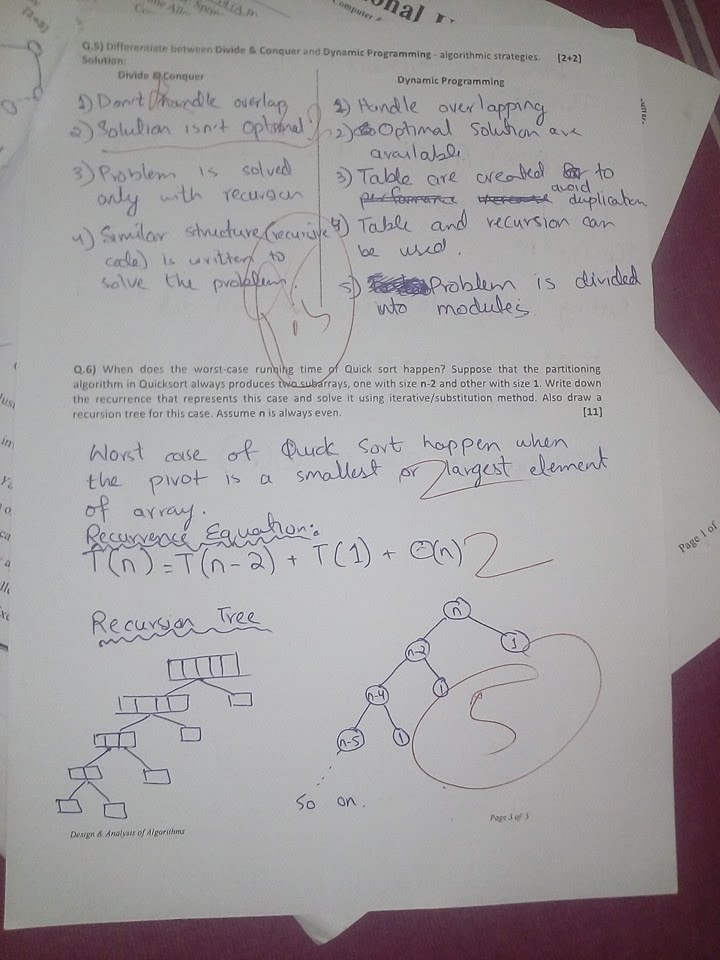 Q.5) Differentiate between Divide & Conquer and Dynamic Programming - algorithmic strategies. [2+2]
Solution:
Divide & Conquer
1) Don't handle overlap
2) Solution isn't Optional
3) Problem is solved
only with recursion
4) Similar structure (recursive
code) is written to
solve the problem.
Dynamic Programming
1) Handle overlapping
2) Optimal Solution are
available.
3) Table are created to
avoid
duplication
4) Table and recursion can
be used.
5) Problem is divided
into modules
Q.6) When does the worst-case running time of Quick sort happen? Suppose that the partitioning
algorithm in Quicksort always produces two subarrays, one with size n-2 and other with size 1. Write down
the recurrence that represents this case and solve it using iterative/substitution method. Also draw a
recursion tree for this case. Assume n is always even. [11]
Worst case of Quick Sort happen when
the pivot is a smallest or largest element
2
of array.
Recurrence Equation:
T(n) = T(n-2) + T(1) + Θ(n)
2
Recursion Tree
n
n-2 1
n-4 1
n-5 1
5
So on.
Design & Analysis of Algorithms
Page 3 of 5
Page 1 of
Computer